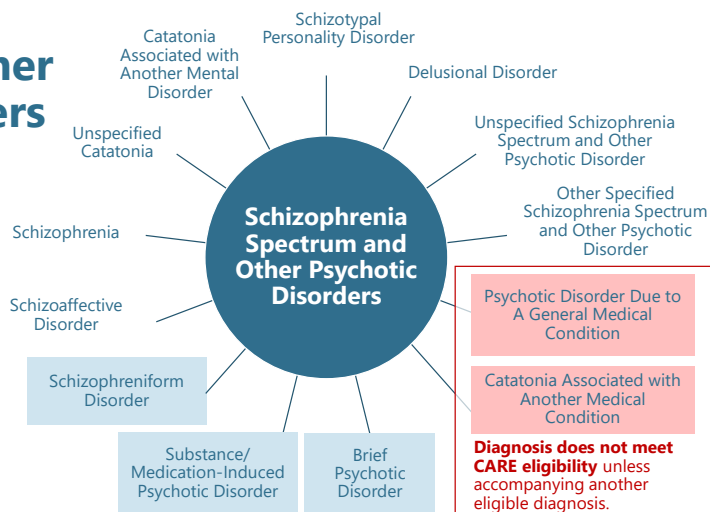 Schizotypal
Personality Disorder
Catatonia
Associated with
Another Mental
Disorder
Delusional Disorder
Unspecified
Catatonia
Unspecified Schizophrenia
Spectrum and Other
Psychotic Disorder
Schizophrenia
Other Specified
Schizophrenia Spectrum
and Other Psychotic
Disorder
Schizophrenia
Spectrum and
Other Psychotic
Disorders
Schizoaffective
Disorder
Psychotic Disorder Due to
A General Medical
Condition
Schizophreniform
Disorder
Catatonia Associated with
Another Medical
Condition
Substance/
Medication-Induced
Psychotic Disorder
Brief
Psychotic
Disorder
Diagnosis does not meet
CARE eligibility unless
accompanying another
eligible diagnosis.